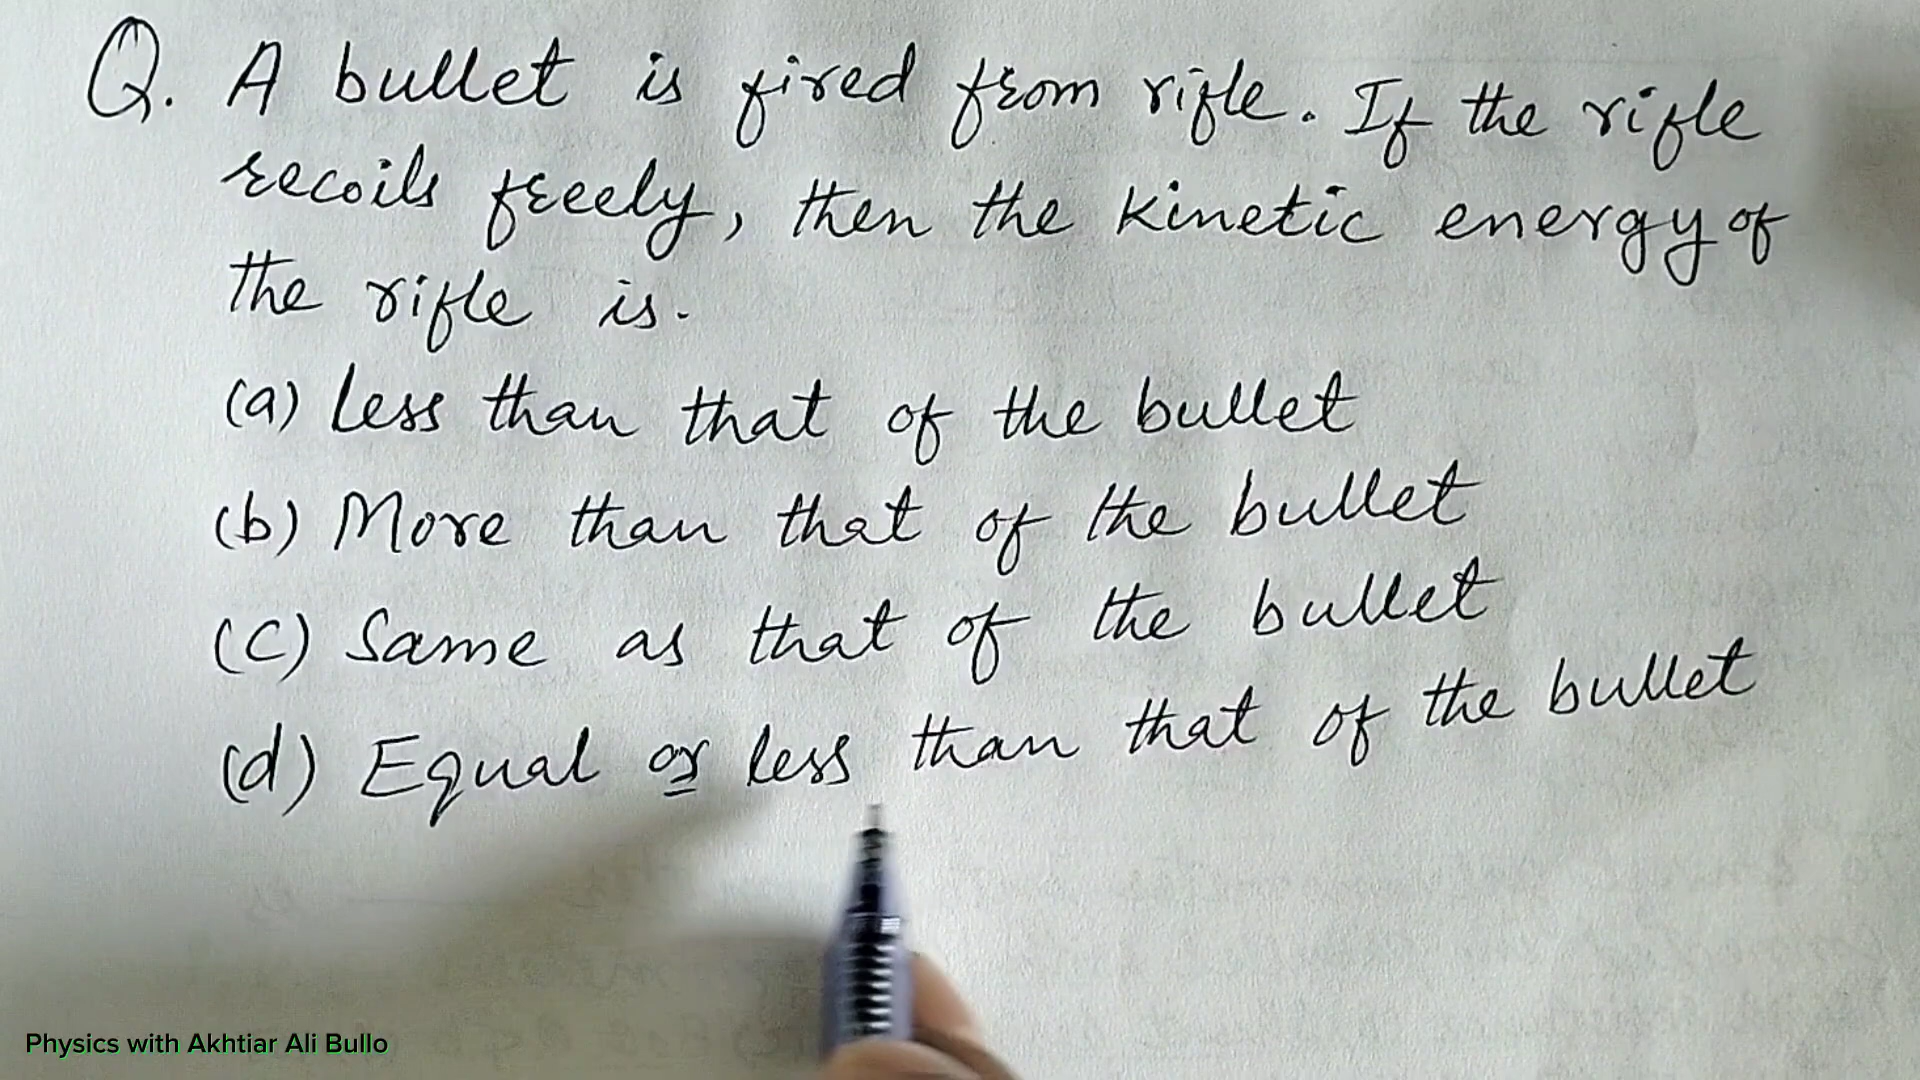 Q. A bullet is fired from rifle. If the rifle
recoils freely, then the kinetic energy of
the rifle is.
(a) Less than that of the bullet
(b) More than that of the bullet
(c) Same as that of the bullet
(d) Equal or less than that of the bullet
Physics with Akhtiar Ali Bullo